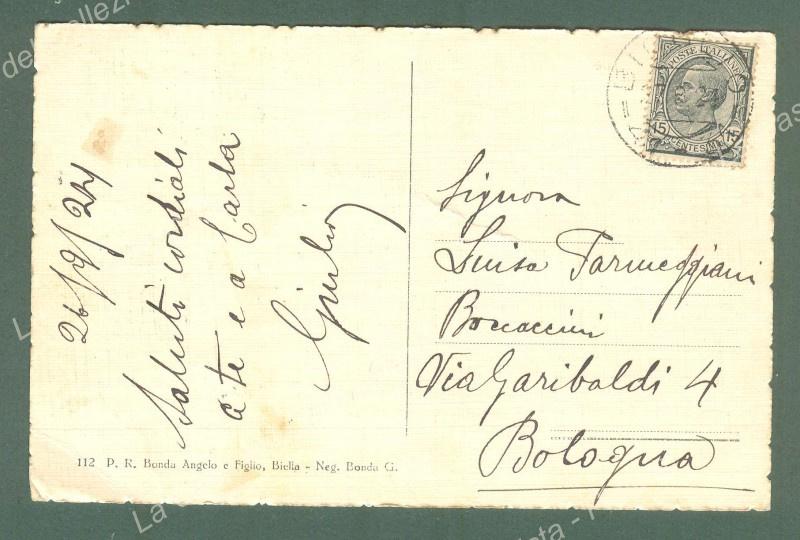 26/9/24
Saluti cordiali
a te e a Carla
Giulio
112 P. R. Bonda Angelo e Figlio, Biella - Neg. Bonda G.
POSTE ITALIANE
15 CENTESIMI 15
Signora
Luisa Parmeggiani
Boccaccini
Via Garibaldi 4
Bologna